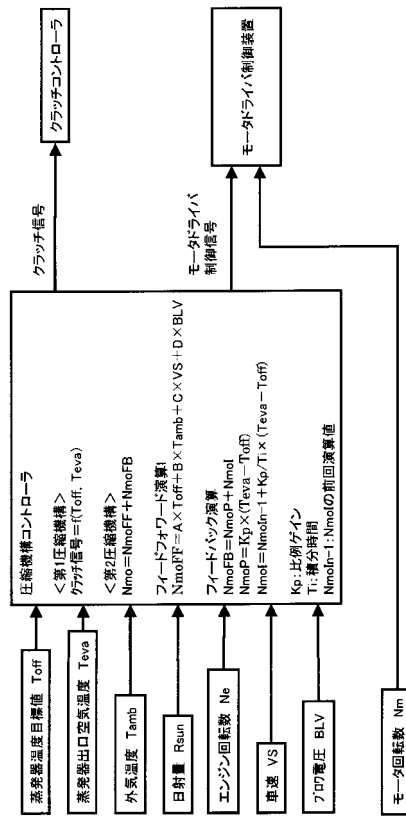 蒸発器温度目標値 Toff
蒸発器出口空気温度 Teva
外気温度 Tamb
日射量 Rsun
エンジン回転数 Ne
車速 VS
ブロワ電圧 BLV
モータ回転数 Nm
圧縮機構コントローラ
＜第1圧縮機構＞
クラッチ信号=f(Toff, Teva)
＜第2圧縮機構＞
Nmo=NmoFF+NmoFB
フィードフォワード演算!
NmoFF=A×Toff+B×Tamb+C×VS+D×BLV
フィードバック演算
NmoFB=NmoP+NmoI
NmoP=Kp×(Teva-Toff)
NmoI=NmoIn-1+Kp/Ti×(Teva-Toff)
Kp:比例ゲイン
Ti:積分時間
NmoIn-1:NmoIの前回演算値
クラッチ信号
クラッチコントローラ
モータドライバ
制御信号
モータドライバ制御装置